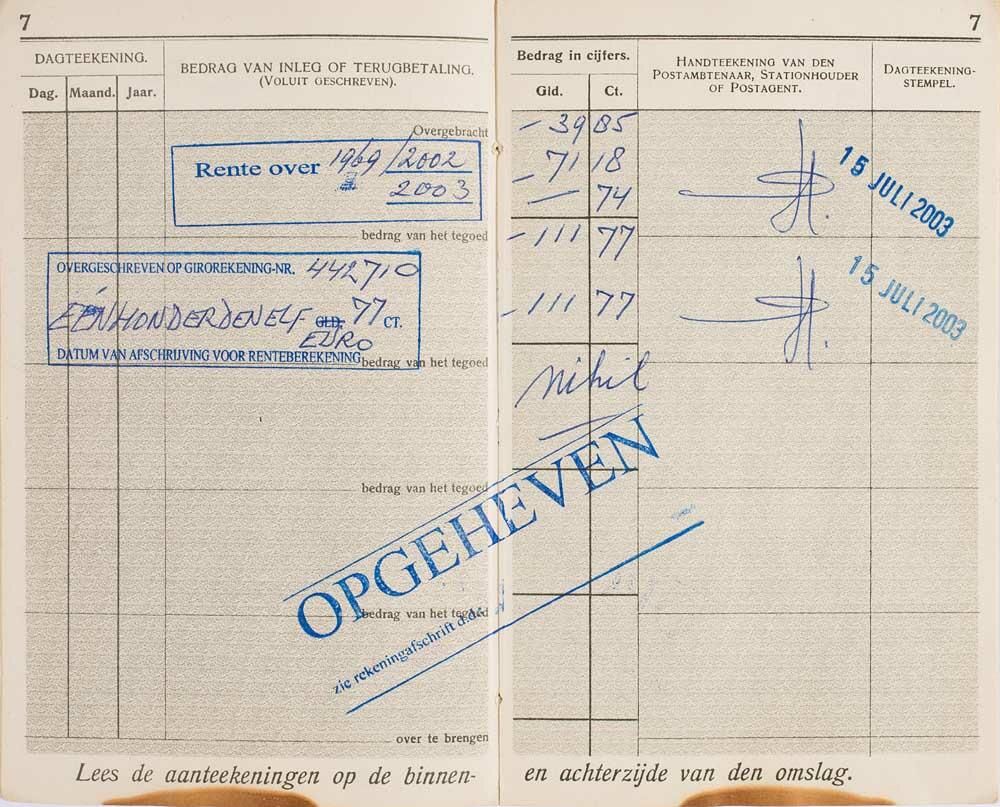 7
DAGTEEKENING.
Dag. Maand. Jaar.
BEDRAG VAN INLEG OF TERUGBETALING.
(VOLUIT GESCHREVEN).
Overgebracht
Rente over 1969/2002
2003
bedrag van het tegoed
OVERGESCHREVEN OP GIROREKENING-NR. 442710
EÉNHONDERDENELF GLD. 77 CT.
EURO
DATUM VAN AFSCHRIJVING VOOR RENTEBEREKENING
bedrag van het tegoed
bedrag van het tegoed
bedrag van het tegoed
over te brengen
Lees de aanteekeningen op de binnen-
7
Bedrag in cijfers.
Gld. Ct.
HANDTEEKENING VAN DEN
POSTAMBTENAAR, STATIONHOUDER
OF POSTAGENT.
DAGTEEKENING-
STEMPEL.
- 39 85
- 71 18
- 74
- 111 77
- 111 77
nihil
15 JULI 2003
15 JULI 2003
OPGEHEVEN
zie rekeningafschrift d.d.
en achterzijde van den omslag.